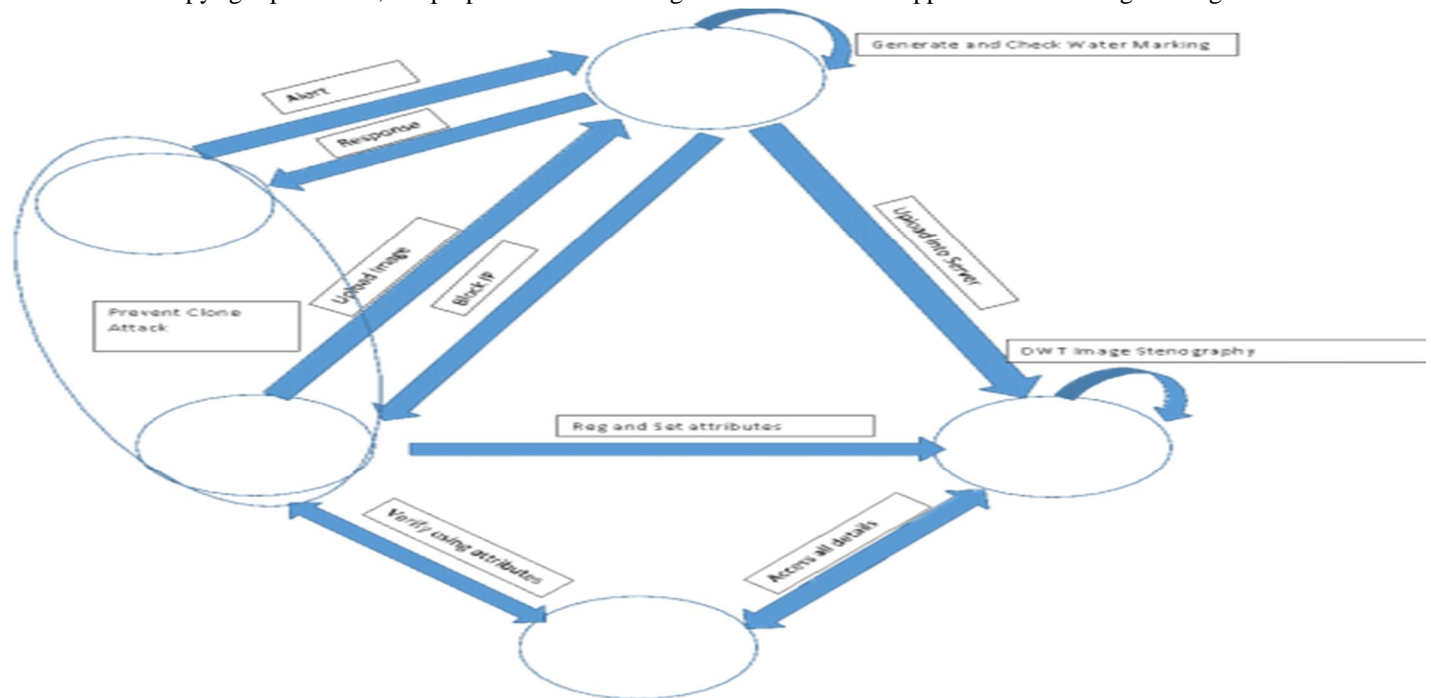 Generate and Check Water Marking
Alert
Response
Upload Image
Block IP
Upload into Server
Prevent Clone
Attack
DWT Image Stenography
Reg and Set attributes
Verify using attributes
Access all details